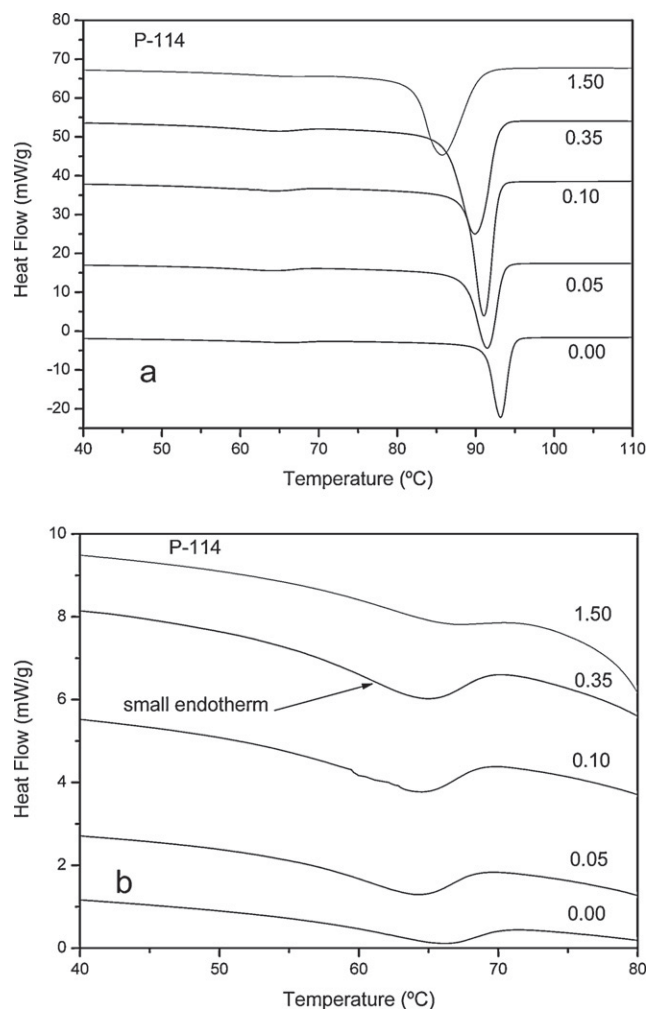 80
P-114
70
1.50
60
50
0.35
40
0.10
30
20
0.05
10
0
0.00
-10
a
-20
Heat Flow (mW/g)
40 50 60 70 80 90 100 110
Temperature (ºC)
10
P-114
8
1.50
0.35
6
small endotherm
0.10
4
0.05
2
b
0.00
0
Heat Flow (mW/g)
40 50 60 70 80
Temperature (ºC)